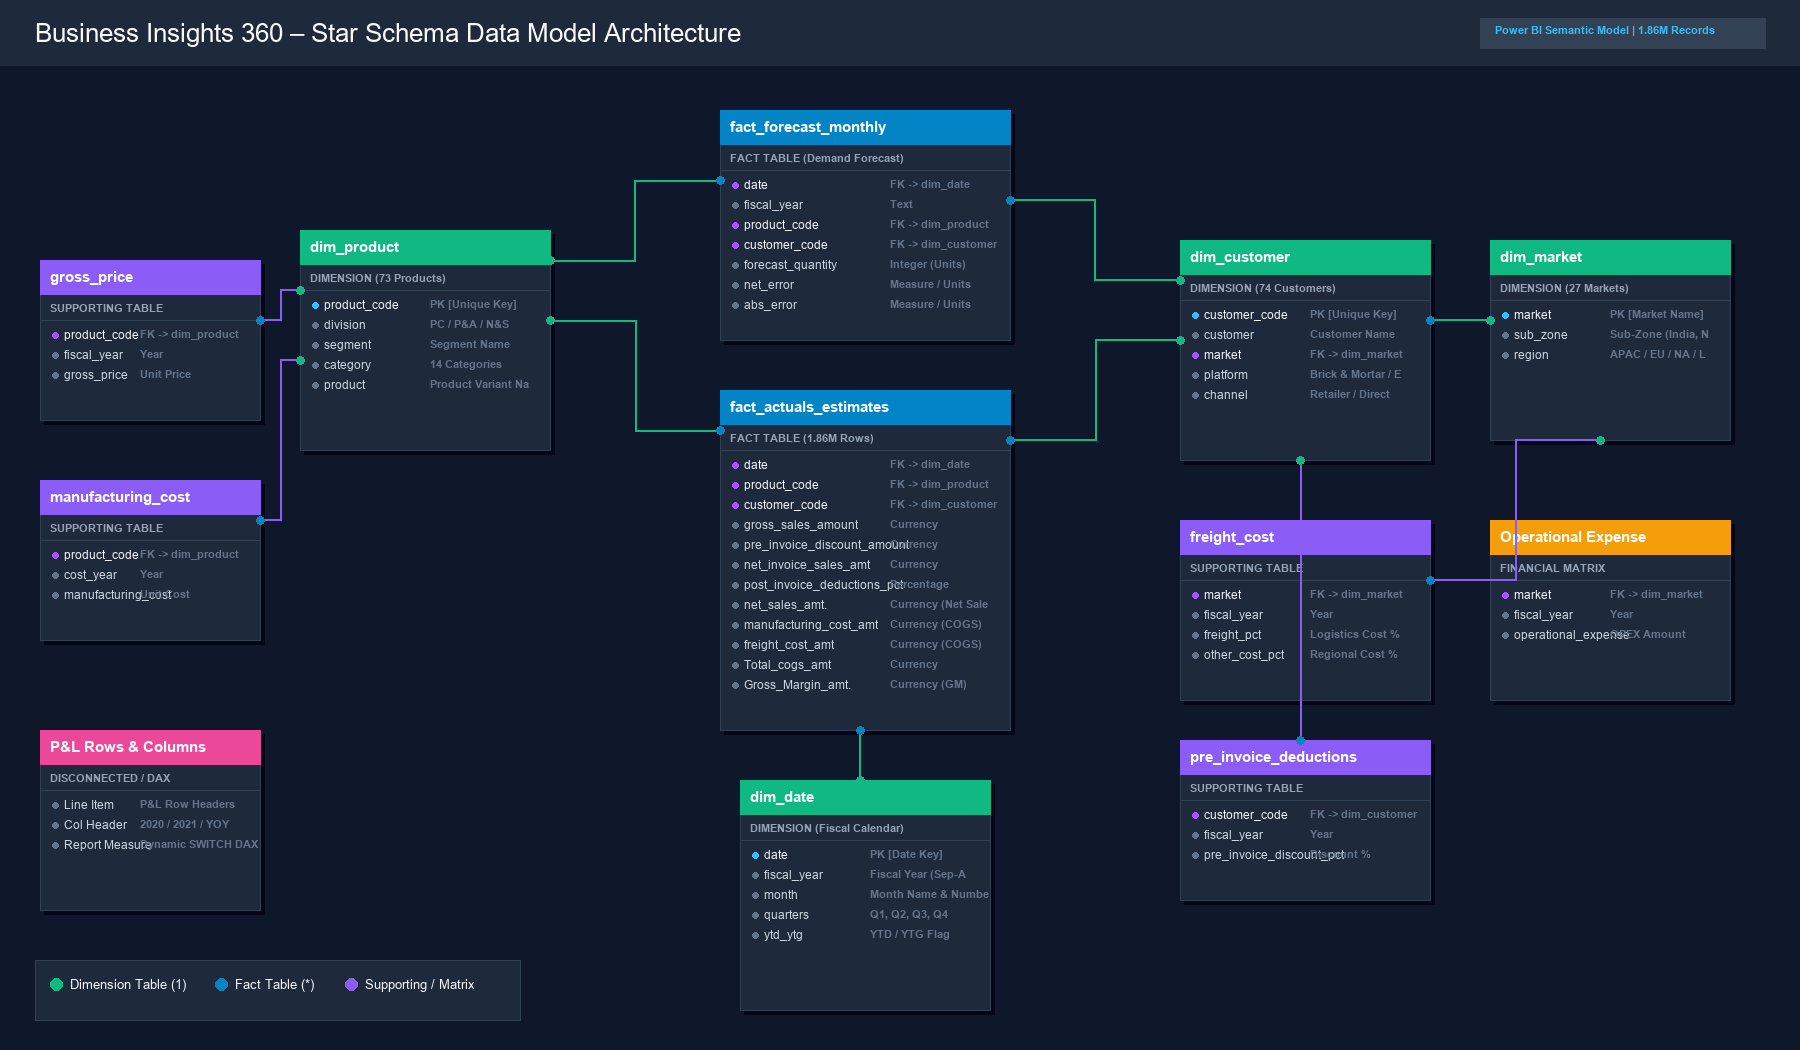 Business Insights 360 – Star Schema Data Model Architecture
Power BI Semantic Model | 1.86M Records
gross_price
SUPPORTING TABLE
product_code FK -> dim_product
fiscal_year Year
gross_price Unit Price
manufacturing_cost
SUPPORTING TABLE
product_code FK -> dim_product
cost_year Year
manufacturing_cost Unit Cost
P&L Rows & Columns
DISCONNECTED / DAX
Line Item P&L Row Headers
Col Header 2020 / 2021 / YOY
Report Measure Dynamic SWITCH DAX
dim_product
DIMENSION (73 Products)
product_code PK [Unique Key]
division PC / P&A / N&S
segment Segment Name
category 14 Categories
product Product Variant Na
fact_forecast_monthly
FACT TABLE (Demand Forecast)
date FK -> dim_date
fiscal_year Text
product_code FK -> dim_product
customer_code FK -> dim_customer
forecast_quantity Integer (Units)
net_error Measure / Units
abs_error Measure / Units
fact_actuals_estimates
FACT TABLE (1.86M Rows)
date FK -> dim_date
product_code FK -> dim_product
customer_code FK -> dim_customer
gross_sales_amount Currency
pre_invoice_discount_amount Currency
net_invoice_sales_amt Currency
post_invoice_deductions_pct Percentage
net_sales_amt. Currency (Net Sale
manufacturing_cost_amt Currency (COGS)
freight_cost_amt Currency (COGS)
Total_cogs_amt Currency
Gross_Margin_amt. Currency (GM)
dim_date
DIMENSION (Fiscal Calendar)
date PK [Date Key]
fiscal_year Fiscal Year (Sep-A
month Month Name & Numbe
quarters Q1, Q2, Q3, Q4
ytd_ytg YTD / YTG Flag
dim_customer
DIMENSION (74 Customers)
customer_code PK [Unique Key]
customer Customer Name
market FK -> dim_market
platform Brick & Mortar / E
channel Retailer / Direct
dim_market
DIMENSION (27 Markets)
market PK [Market Name]
sub_zone Sub-Zone (India, N
region APAC / EU / NA / L
freight_cost
SUPPORTING TABLE
market FK -> dim_market
fiscal_year Year
freight_pct Logistics Cost %
other_cost_pct Regional Cost %
Operational Expense
FINANCIAL MATRIX
market FK -> dim_market
fiscal_year Year
operational_expense OPEX Amount
pre_invoice_deductions
SUPPORTING TABLE
customer_code FK -> dim_customer
fiscal_year Year
pre_invoice_discount_pct Discount %
Dimension Table (1) Fact Table (*) Supporting / Matrix